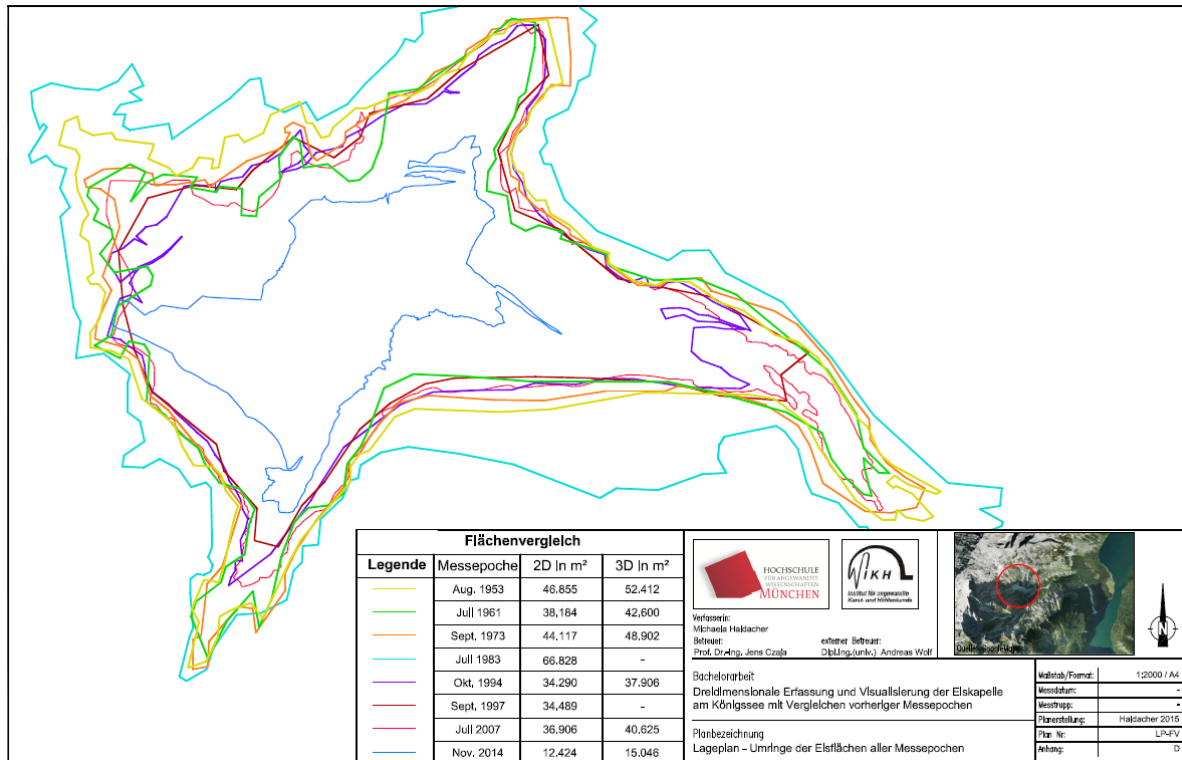 Flächenvergleich
Legende Messepoche 2D in m² 3D in m²
Aug. 1953 46.855 52.412
Juli 1961 38,184 42,600
Sept. 1973 44,117 48,902
Juli 1983 66.828 -
Okt, 1994 34.290 37.906
Sept, 1997 34,489 -
Juli 2007 36.906 40.625
Nov. 2014 12.424 15.046
HOCHSCHULE
FÜR ANGEWANDTE
WISSENSCHAFTEN
MÜNCHEN
WiKH
Institut für angewandte
Karst- und Höhlenkunde
Verfasserin:
Michaela Haidacher
Betreuer:
Prof. Dr.-Ing. Jens Czaja
externer Betreuer:
Dipl.Ing.(univ.) Andreas Wolf
Quelle: GoogleMaps
Bachelorarbeit
Dreidimensionale Erfassung und Visualisierung der Eiskapelle
am Königssee mit Vergleichen vorheriger Messepochen
Planbezeichnung
Lageplan – Umringe der Eisflächen aller Messepochen
Maßstab/Format: 1:2000 / A4
Messdatum: -
Messtrupp: -
Planerstellung: Haidacher 2015
Plan Nr: LP-FV
Anhang: D